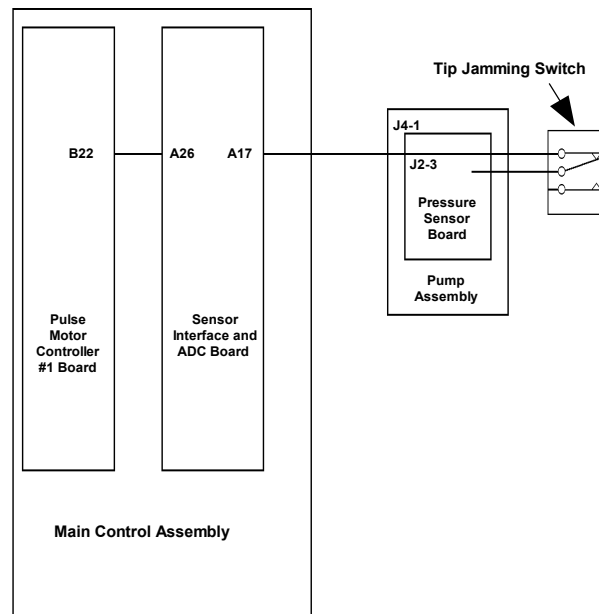 Tip Jamming Switch
J4-1
B22
A26
A17
J2-3
Pressure
Sensor
Board
Pump
Assembly
Pulse
Motor
Controller
#1 Board
Sensor
Interface and
ADC Board
Main Control Assembly